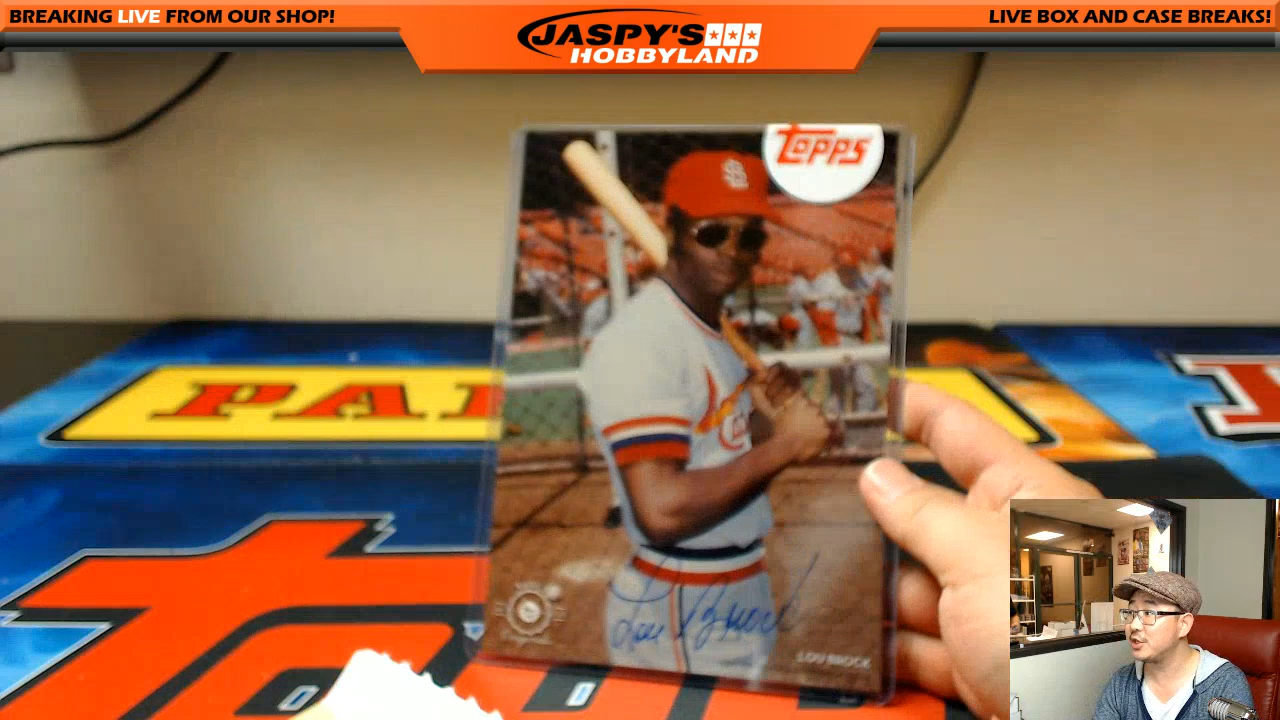 BREAKING LIVE FROM OUR SHOP!
JASPY'S
HOBBYLAND
LIVE BOX AND CASE BREAKS!
Topps
Lou Brock
LOU BROCK